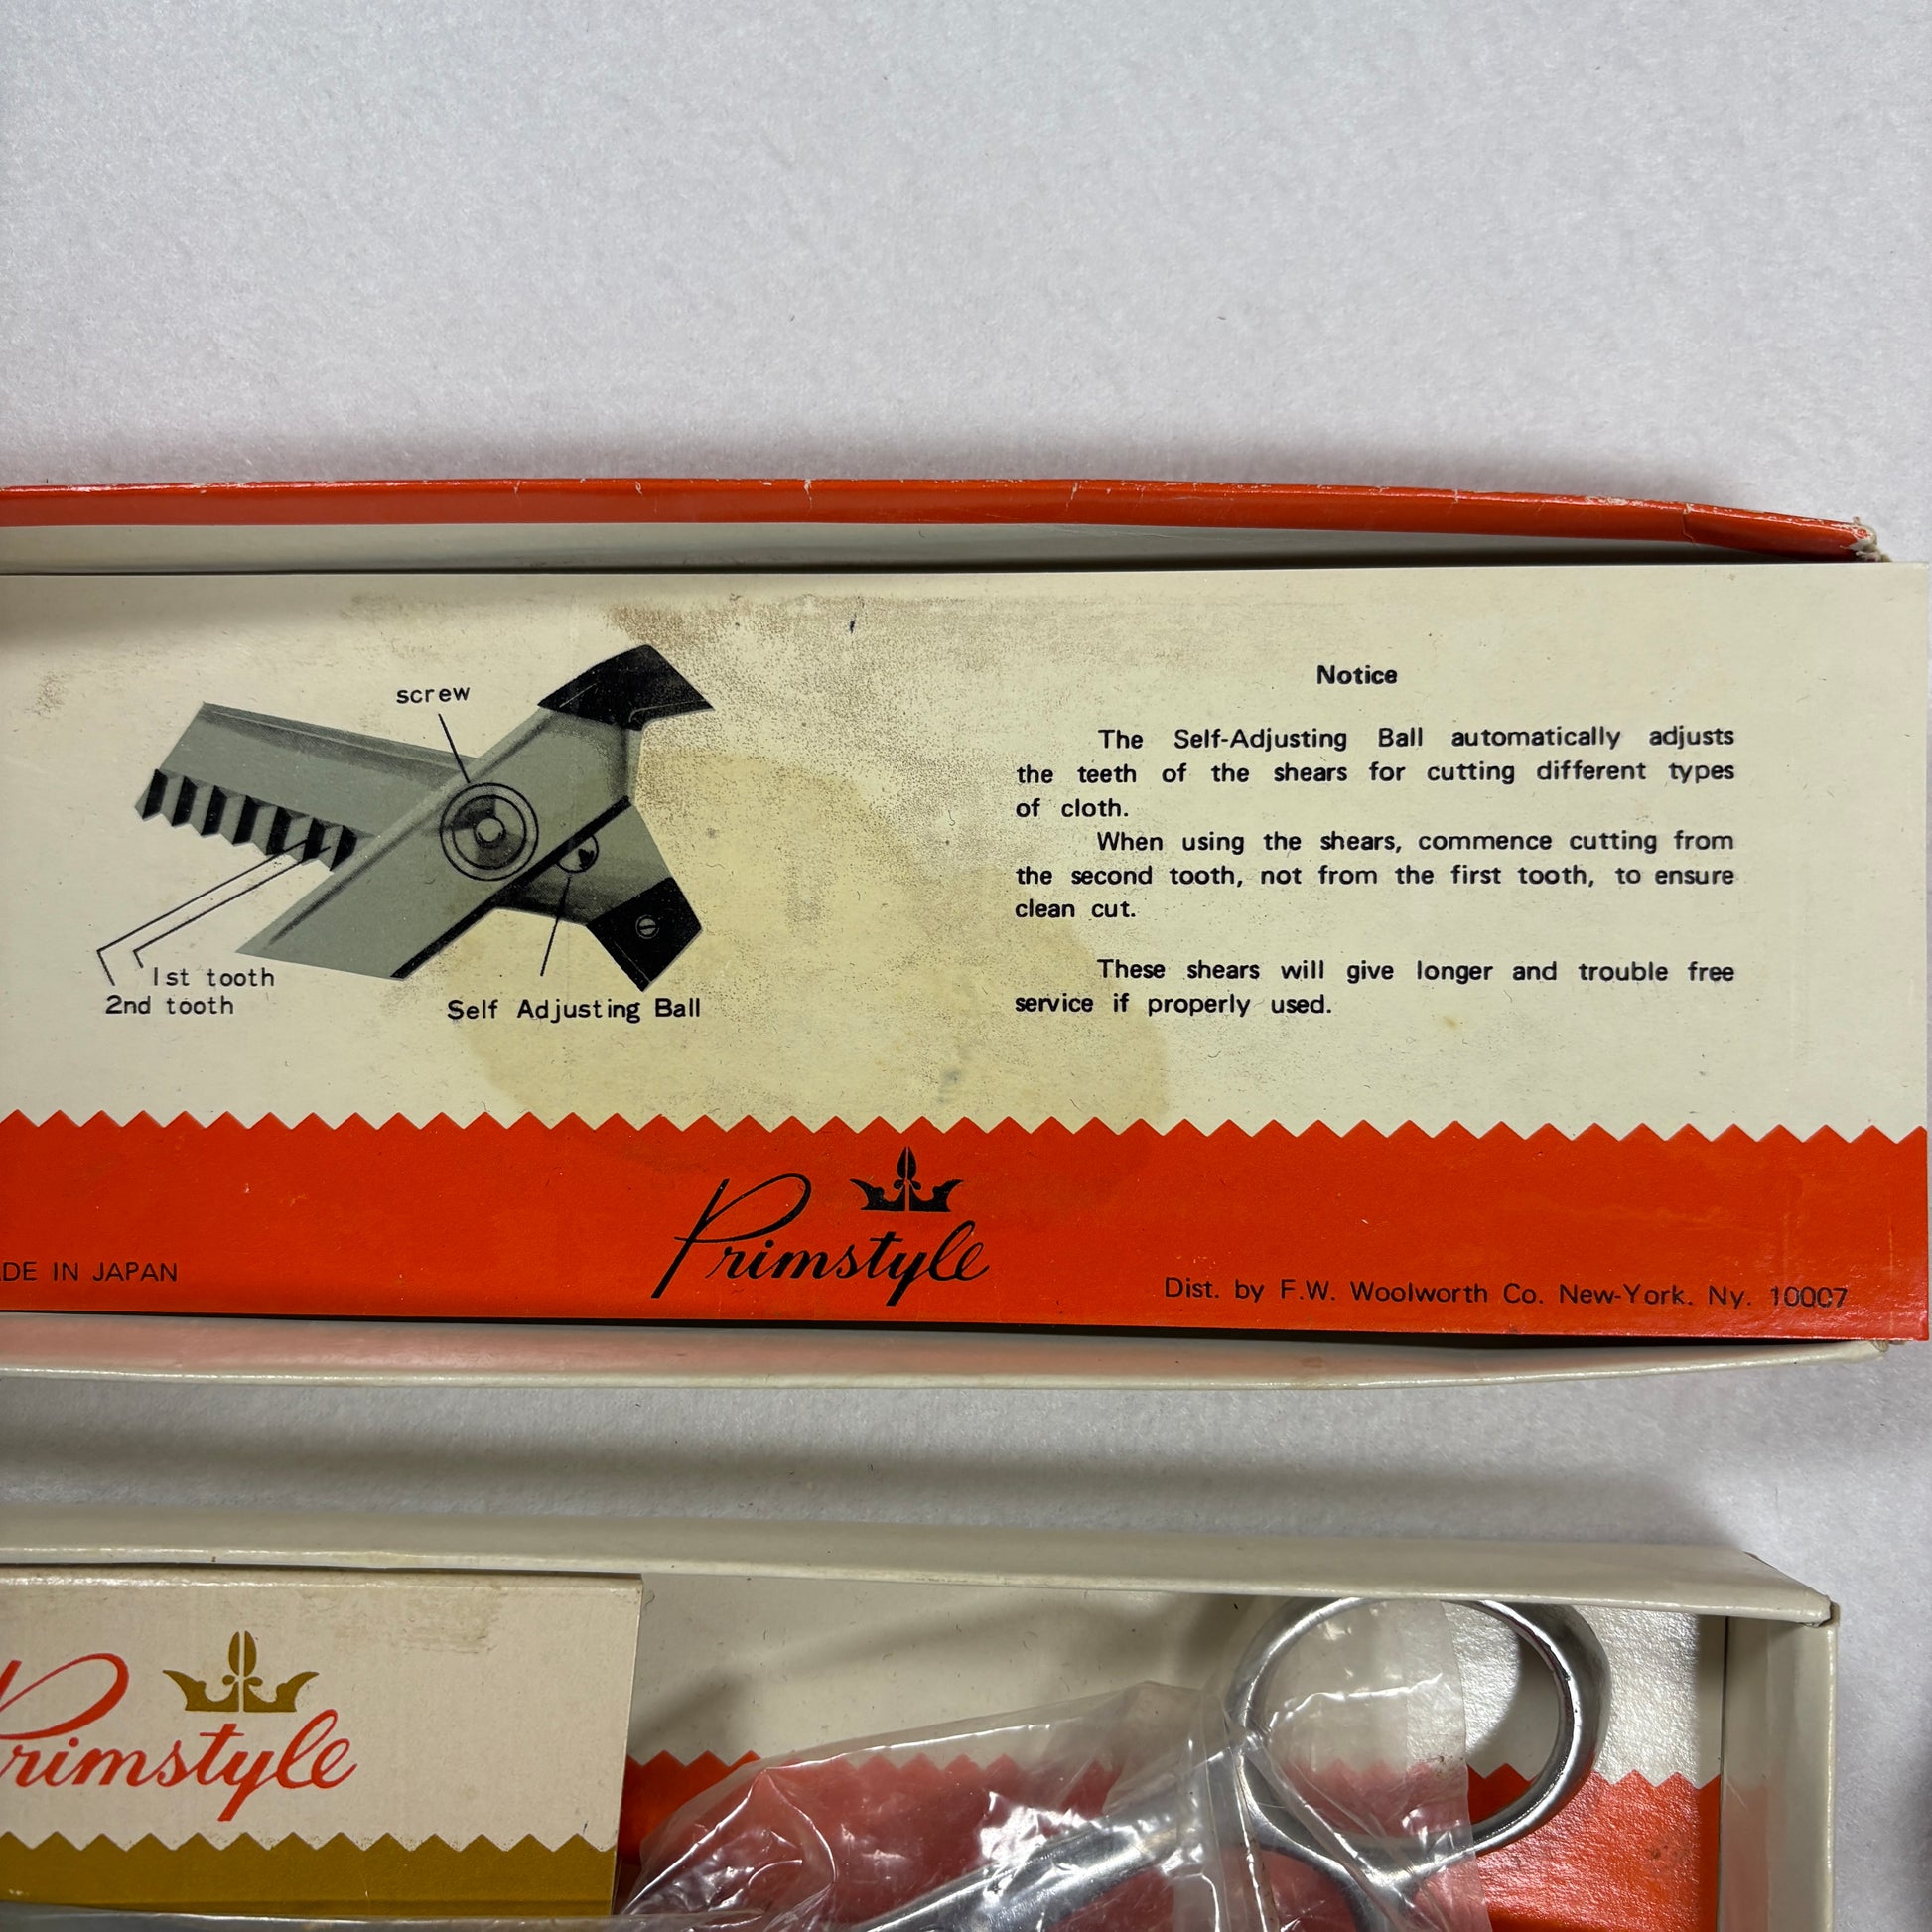 screw
1st tooth
2nd tooth
Self Adjusting Ball
Notice
The Self-Adjusting Ball automatically adjusts
the teeth of the shears for cutting different types
of cloth.
When using the shears, commence cutting from
the second tooth, not from the first tooth, to ensure
clean cut.
These shears will give longer and trouble free
service if properly used.
DE IN JAPAN
Primstyle
Dist. by F.W. Woolworth Co. New-York. Ny. 10007
Primstyle